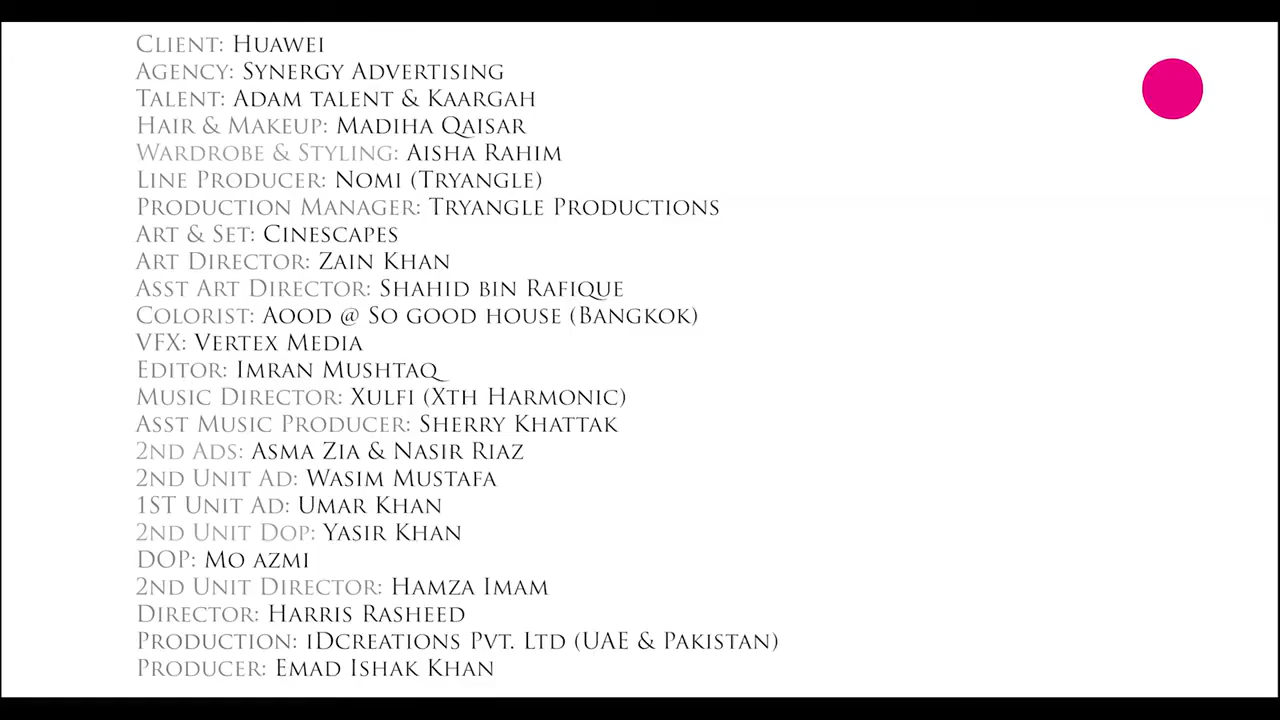 Client: Huawei
Agency: Synergy Advertising
Talent: Adam talent & Kaargah
Hair & Makeup: Madiha Qaisar
Wardrobe & Styling: Aisha Rahim
Line Producer: Nomi (Tryangle)
Production Manager: Tryangle Productions
Art & Set: Cinescapes
Art Director: Zain Khan
Asst Art Director: Shahid bin Rafique
Colorist: Aood @ So good house (Bangkok)
VFX: Vertex Media
Editor: Imran Mushtaq
Music Director: Xulfi (Xth Harmonic)
Asst Music Producer: Sherry Khattak
2nd Ads: Asma Zia & Nasir Riaz
2nd Unit Ad: Wasim Mustafa
1ST Unit Ad: Umar Khan
2nd Unit Dop: Yasir Khan
DOP: Mo azmi
2nd Unit Director: Hamza Imam
Director: Harris Rasheed
Production: iDcreations Pvt. Ltd (UAE & Pakistan)
Producer: Emad Ishak Khan